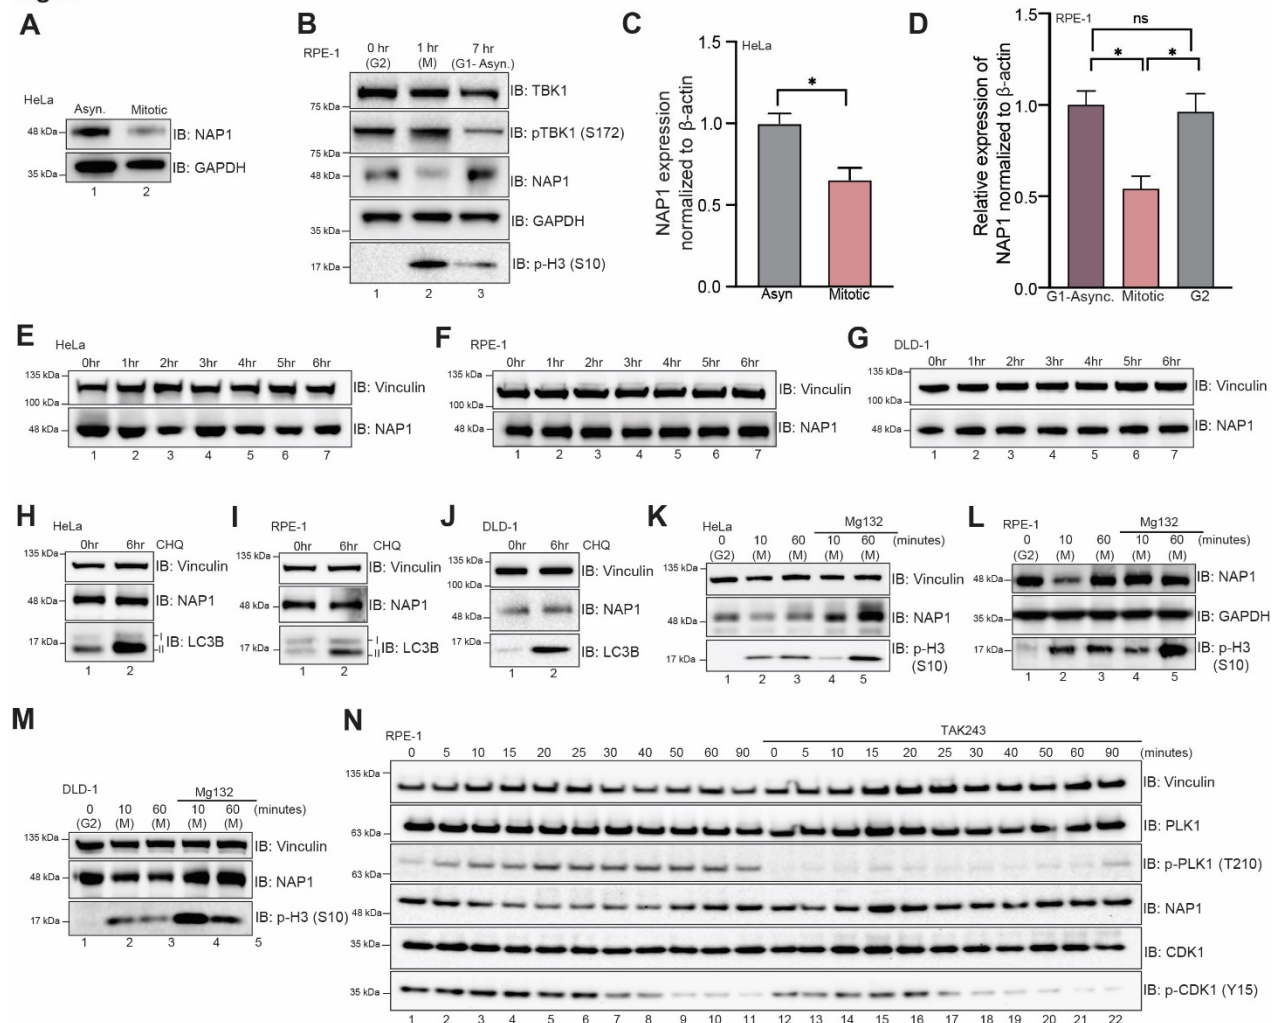 A
HeLa
Asyn. Mitotic
48 kDa IB: NAP1
35 kDa IB: GAPDH
1 2
B
RPE-1
0 hr (G2) 1 hr (M) 7 hr (G1- Asyn.)
75 kDa IB: TBK1
75 kDa IB: pTBK1 (S172)
48 kDa IB: NAP1
35 kDa IB: GAPDH
17 kDa IB: p-H3 (S10)
1 2 3
C
HeLa
NAP1 expression
normalized to β-actin
1.5
1.0
0.5
0.0
*
Asyn Mitotic
D
RPE-1
Relative expression of
NAP1 normalized to β-actin
1.5
1.0
0.5
0.0
ns
* *
G1-Async. Mitotic G2
E
HeLa
0hr 1hr 2hr 3hr 4hr 5hr 6hr
135 kDa IB: Vinculin
100 kDa
48 kDa IB: NAP1
1 2 3 4 5 6 7
F
RPE-1
0hr 1hr 2hr 3hr 4hr 5hr 6hr
135 kDa IB: Vinculin
100 kDa
48 kDa IB: NAP1
1 2 3 4 5 6 7
G
DLD-1
0hr 1hr 2hr 3hr 4hr 5hr 6hr
135 kDa IB: Vinculin
100 kDa
48 kDa IB: NAP1
1 2 3 4 5 6 7
H
HeLa
0hr 6hr CHQ
135 kDa IB: Vinculin
48 kDa IB: NAP1
17 kDa I II IB: LC3B
1 2
I
RPE-1
0hr 6hr CHQ
135 kDa IB: Vinculin
48 kDa IB: NAP1
17 kDa I II IB: LC3B
1 2
J
DLD-1
0hr 6hr CHQ
135 kDa IB: Vinculin
100 kDa
48 kDa IB: NAP1
17 kDa IB: LC3B
1 2
K
HeLa Mg132
0 10 60 10 60 (minutes)
(G2) (M) (M) (M) (M)
135 kDa IB: Vinculin
48 kDa IB: NAP1
17 kDa IB: p-H3
(S10)
1 2 3 4 5
L
RPE-1 Mg132
0 10 60 10 60 (minutes)
(G2) (M) (M) (M) (M)
48 kDa IB: NAP1
35 kDa IB: GAPDH
17 kDa IB: p-H3
(S10)
1 2 3 4 5
M
DLD-1 Mg132
0 10 60 10 60 (minutes)
(G2) (M) (M) (M) (M)
135 kDa IB: Vinculin
48 kDa IB: NAP1
17 kDa IB: p-H3 (S10)
1 2 3 4 5
N
RPE-1 TAK243
0 5 10 15 20 25 30 40 50 60 90 0 5 10 15 20 25 30 40 50 60 90 (minutes)
135 kDa IB: Vinculin
63 kDa IB: PLK1
63 kDa IB: p-PLK1 (T210)
48 kDa IB: NAP1
35 kDa IB: CDK1
35 kDa IB: p-CDK1 (Y15)
1 2 3 4 5 6 7 8 9 10 11 12 13 14 15 16 17 18 19 20 21 22